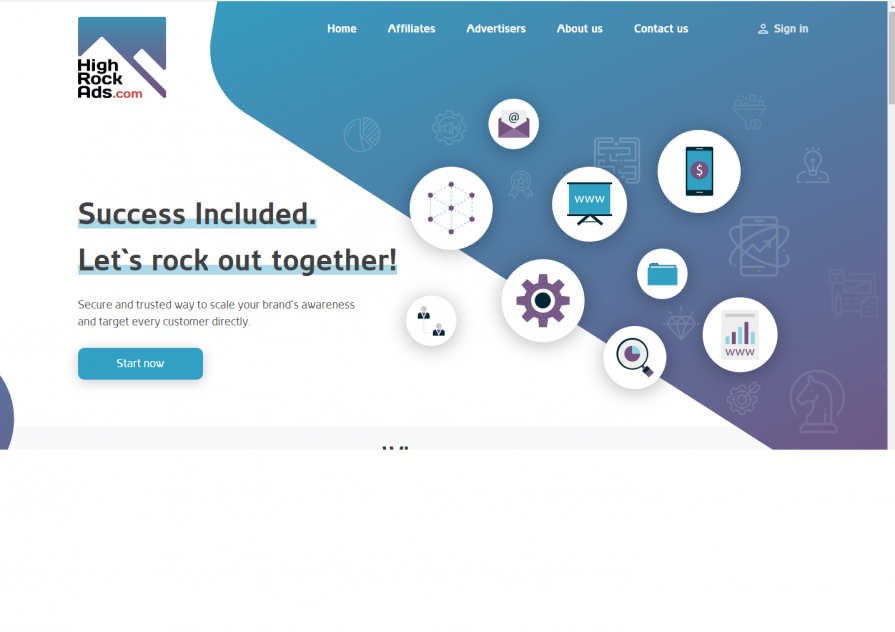 High
Rock
Ads.com
Home Affiliates Advertisers About us Contact us Sign in
@
$
WWW
Success Included.
Let`s rock out together!
Secure and trusted way to scale your brand's awareness
and target every customer directly.
WWW
Start now